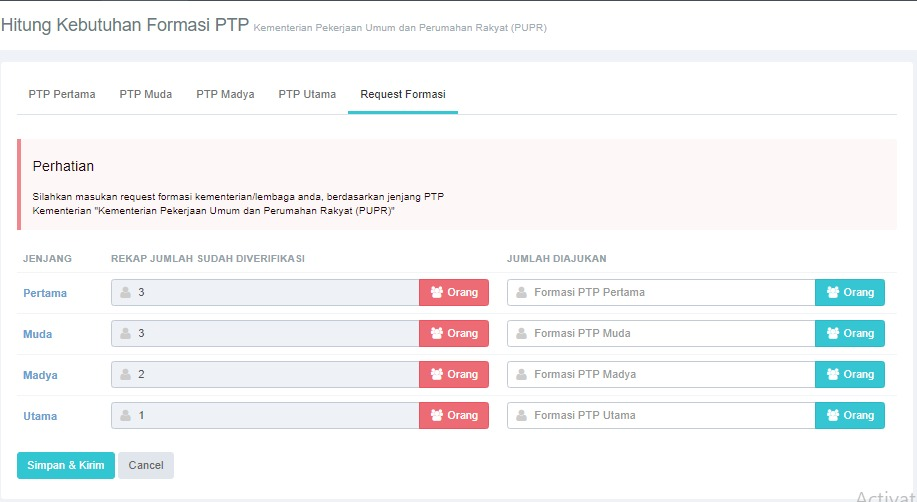 Hitung Kebutuhan Formasi PTP Kementerian Pekerjaan Umum dan Perumahan Rakyat (PUPR)
PTP Pertama PTP Muda PTP Madya PTP Utama Request Formasi
Perhatian
Silahkan masukan request formasi kementerian/lembaga anda, berdasarkan jenjang PTP
Kementerian "Kementerian Pekerjaan Umum dan Perumahan Rakyat (PUPR)"
JENJANG REKAP JUMLAH SUDAH DIVERIFIKASI JUMLAH DIAJUKAN
Pertama 3 Orang Formasi PTP Pertama Orang
Muda 3 Orang Formasi PTP Muda Orang
Madya 2 Orang Formasi PTP Madya Orang
Utama 1 Orang Formasi PTP Utama Orang
Simpan & Kirim Cancel
Activat